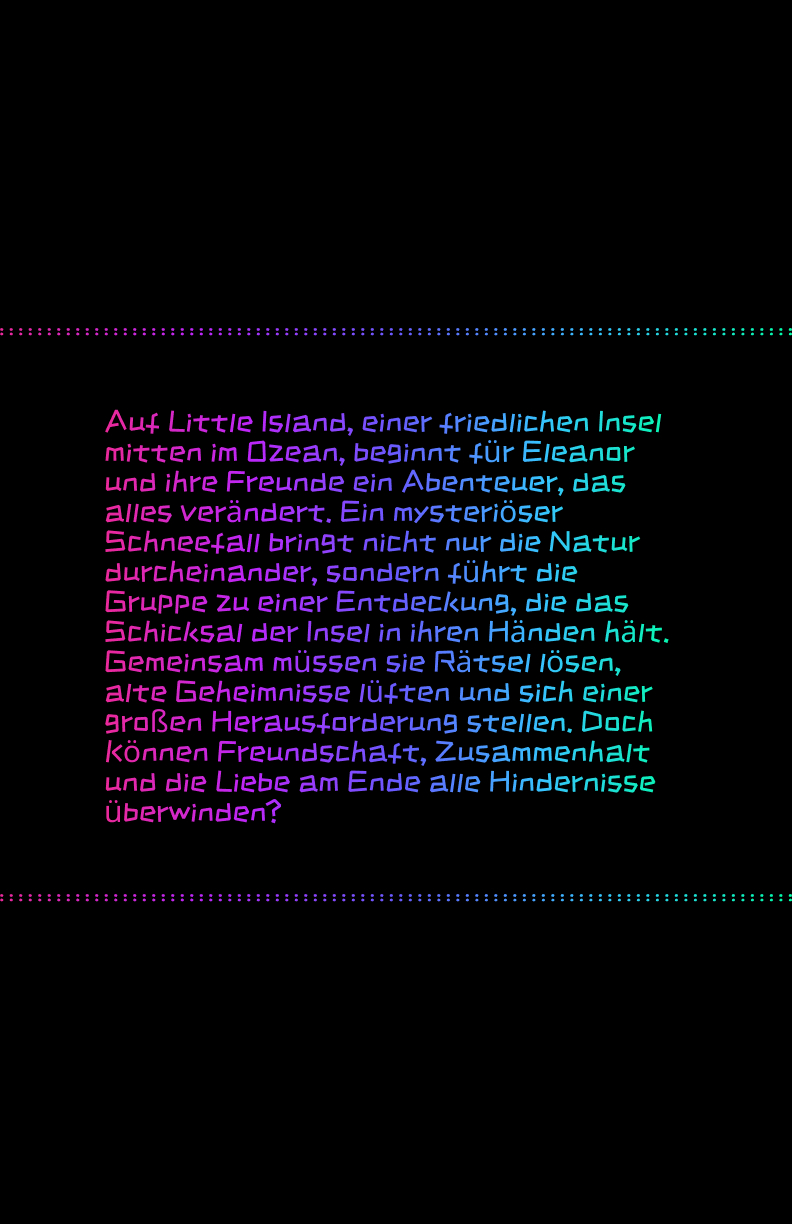 Auf Little Island, einer friedlichen Insel
mitten im Ozean, beginnt für Eleanor
und ihre Freunde ein Abenteuer, das
alles verändert. Ein mysteriöser
Schneefall bringt nicht nur die Natur
durcheinander, sondern führt die
Gruppe zu einer Entdeckung, die das
Schicksal der Insel in ihren Händen hält.
Gemeinsam müssen sie Rätsel lösen,
alte Geheimnisse lüften und sich einer
großen Herausforderung stellen. Doch
können Freundschaft, Zusammenhalt
und die Liebe am Ende alle Hindernisse
überwinden?